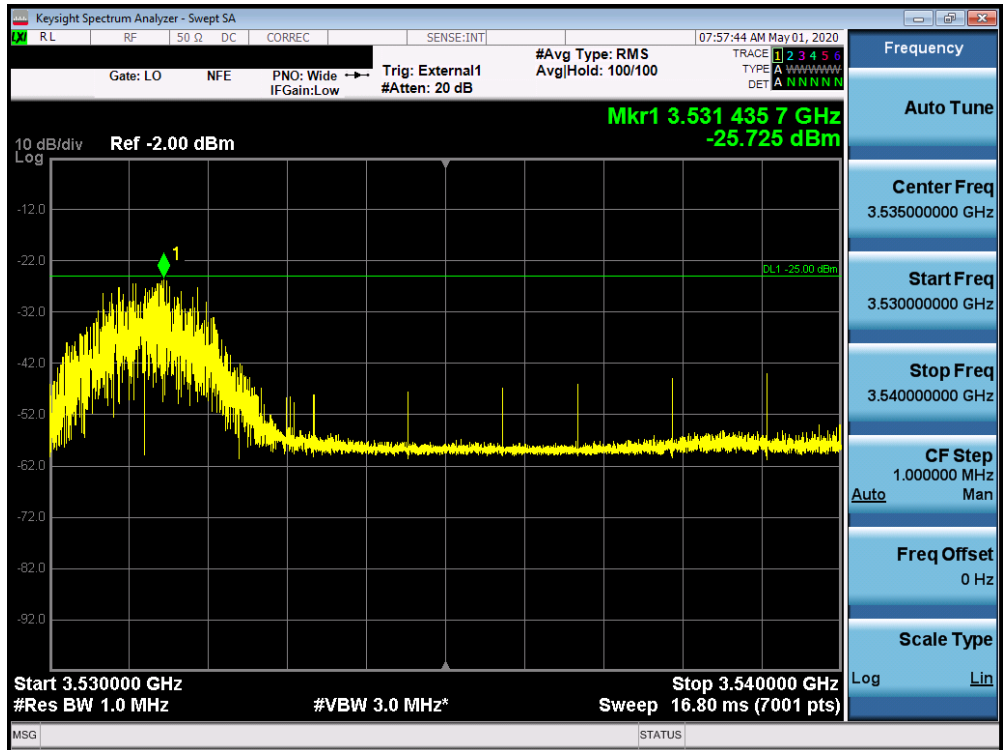 Keysight Spectrum Analyzer - Swept SA
LXI RL RF 50 Ω DC CORREC SENSE:INT 07:57:44 AM May 01, 2020
Gate: LO NFE PNO: Wide Trig: External1 #Avg Type: RMS TRACE 1 2 3 4 5 6
IFGain:Low #Atten: 20 dB Avg|Hold: 100/100 TYPE A WWWWW
DET A N N N N N
Mkr1 3.531 435 7 GHz
-25.725 dBm
10 dB/div Ref -2.00 dBm
Log
1
DL1 -25.00 dBm
-12.0
-22.0
-32.0
-42.0
-52.0
-62.0
-72.0
-82.0
-92.0
Start 3.530000 GHz Stop 3.540000 GHz
#Res BW 1.0 MHz #VBW 3.0 MHz* Sweep 16.80 ms (7001 pts)
MSG STATUS
Frequency
Auto Tune
Center Freq
3.535000000 GHz
Start Freq
3.530000000 GHz
Stop Freq
3.540000000 GHz
CF Step
1.000000 MHz
Auto Man
Freq Offset
0 Hz
Scale Type
Log Lin